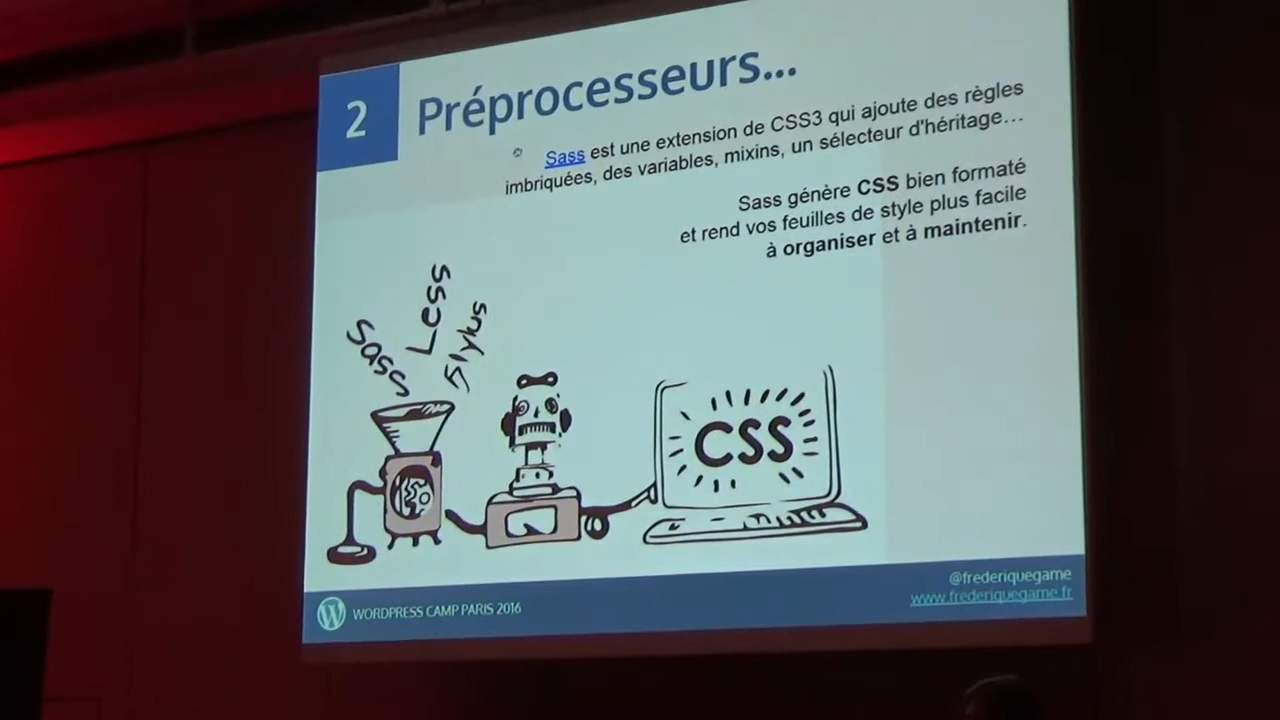 2
Préprocesseurs...
Sass est une extension de CSS3 qui ajoute des règles
imbriquées, des variables, mixins, un sélecteur d'héritage…
Sass génère CSS bien formaté
et rend vos feuilles de style plus facile
à organiser et à maintenir.
Sass
Less
Stylus
CSS
WORDPRESS CAMP PARIS 2016
@frederiquegame
www.frederiquegame.fr